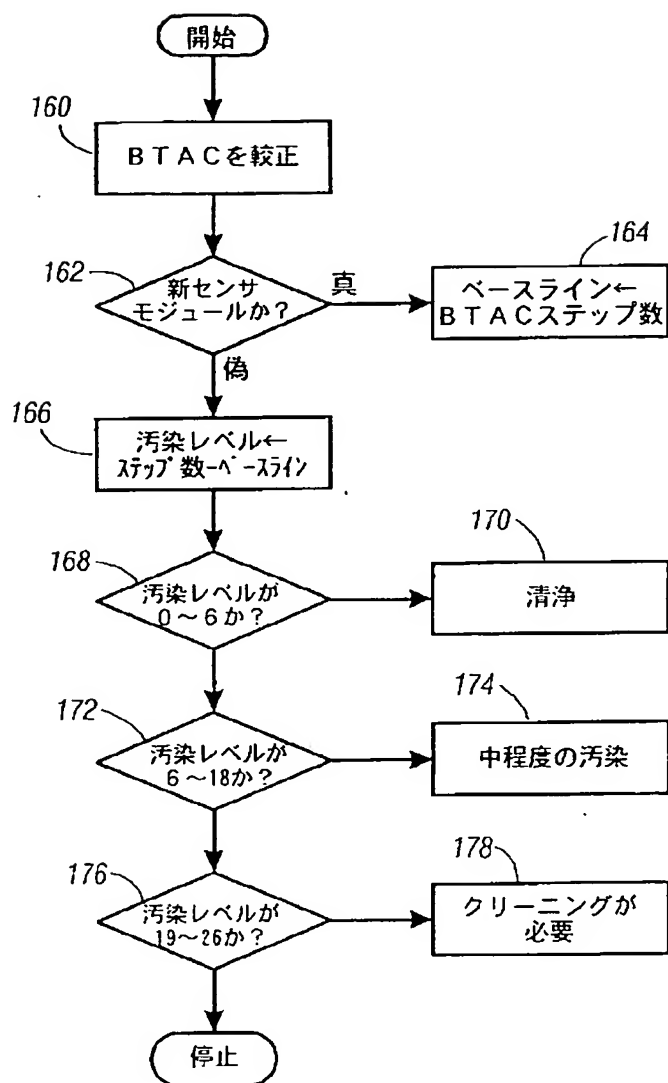 開始
160
BTACを較正
162
新センサ
モジュールか?
真
164
ベースライン←
BTACステップ数
偽
166
汚染レベル←
ステップ数-ベースライン
168
汚染レベルが
0～6か?
170
清浄
172
汚染レベルが
6～18か?
174
中程度の汚染
176
汚染レベルが
19～26か?
178
クリーニングが
必要
停止